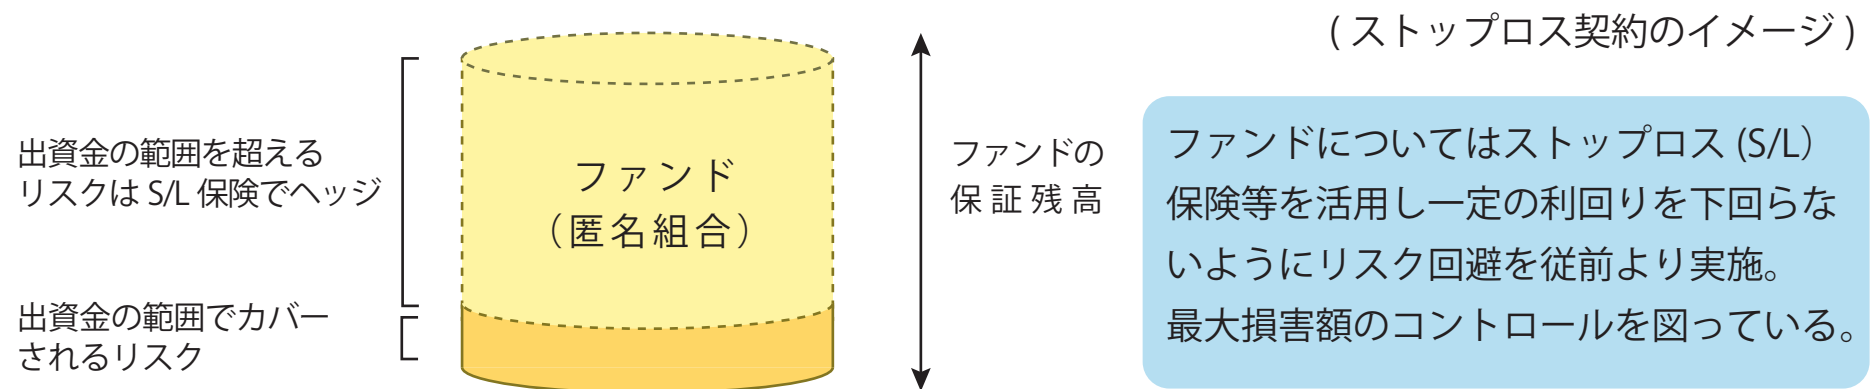 (ストップロス契約のイメージ)
出資金の範囲を超える
リスクは S/L 保険でヘッジ
出資金の範囲でカバー
されるリスク
ファンド
（匿名組合）
ファンドの
保証残高
ファンドについてはストップロス (S/L）
保険等を活用し一定の利回りを下回らな
いようにリスク回避を従前より実施。
最大損害額のコントロールを図っている。